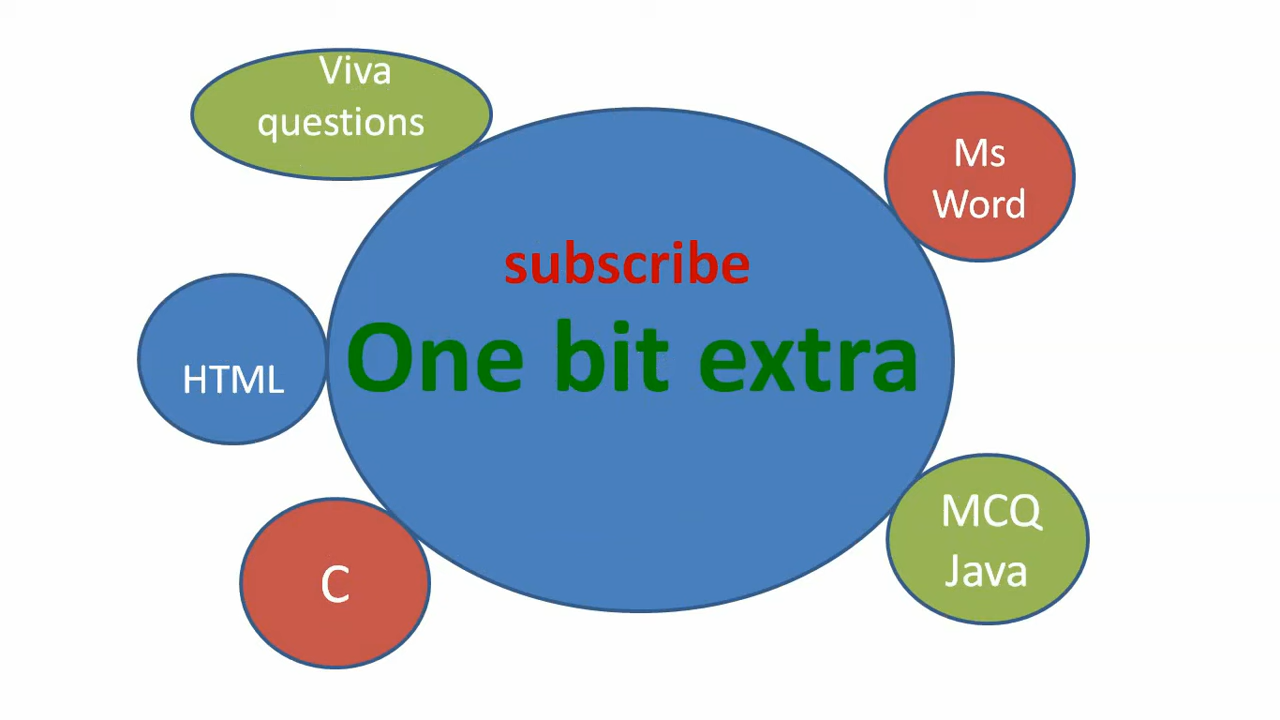 Viva
questions
Ms
Word
subscribe
One bit extra
HTML
MCQ
Java
C